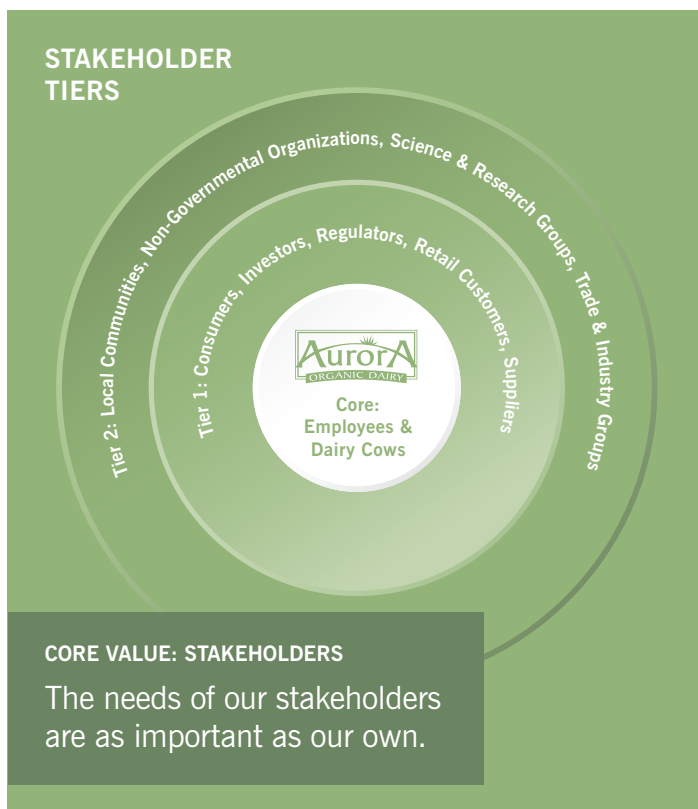 STAKEHOLDER
TIERS
Tier 2: Local Communities, Non-Governmental Organizations, Science & Research Groups, Trade & Industry Groups
Tier 1: Consumers, Investors, Regulators, Retail Customers, Suppliers
AURORA
ORGANIC DAIRY
Core:
Employees &
Dairy Cows
CORE VALUE: STAKEHOLDERS
The needs of our stakeholders
are as important as our own.